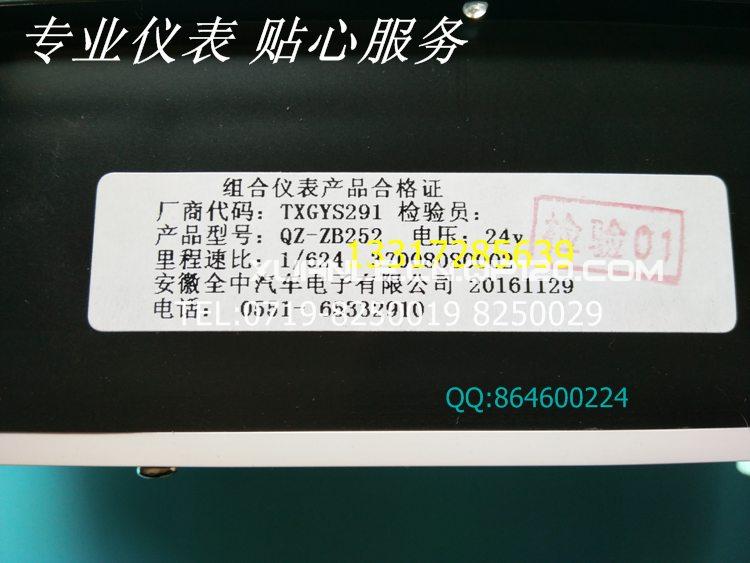 专业仪表 贴心服务
组合仪表产品合格证
厂商代码: TXGYS291 检验员:
检验01
产品型号: QZ-ZB252 电压: 24v
13317285639
里程速比: 1/624
安徽全中汽车电子有限公司 20161129
电话: 0551-65332910
TEL:0719-8250019 8250029
QQ:864600224